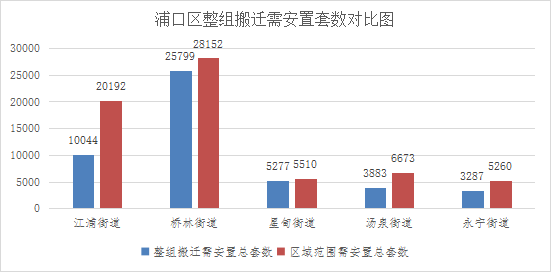 浦口区整组搬迁需安置套数对比图
30000
25000
20000
15000
10000
5000
0
10044
20192
25799
28152
5277
5510
3883
6673
3287
5260
江浦街道
桥林街道
星甸街道
汤泉街道
永宁街道
整组搬迁需安置总套数
区域范围需安置总套数